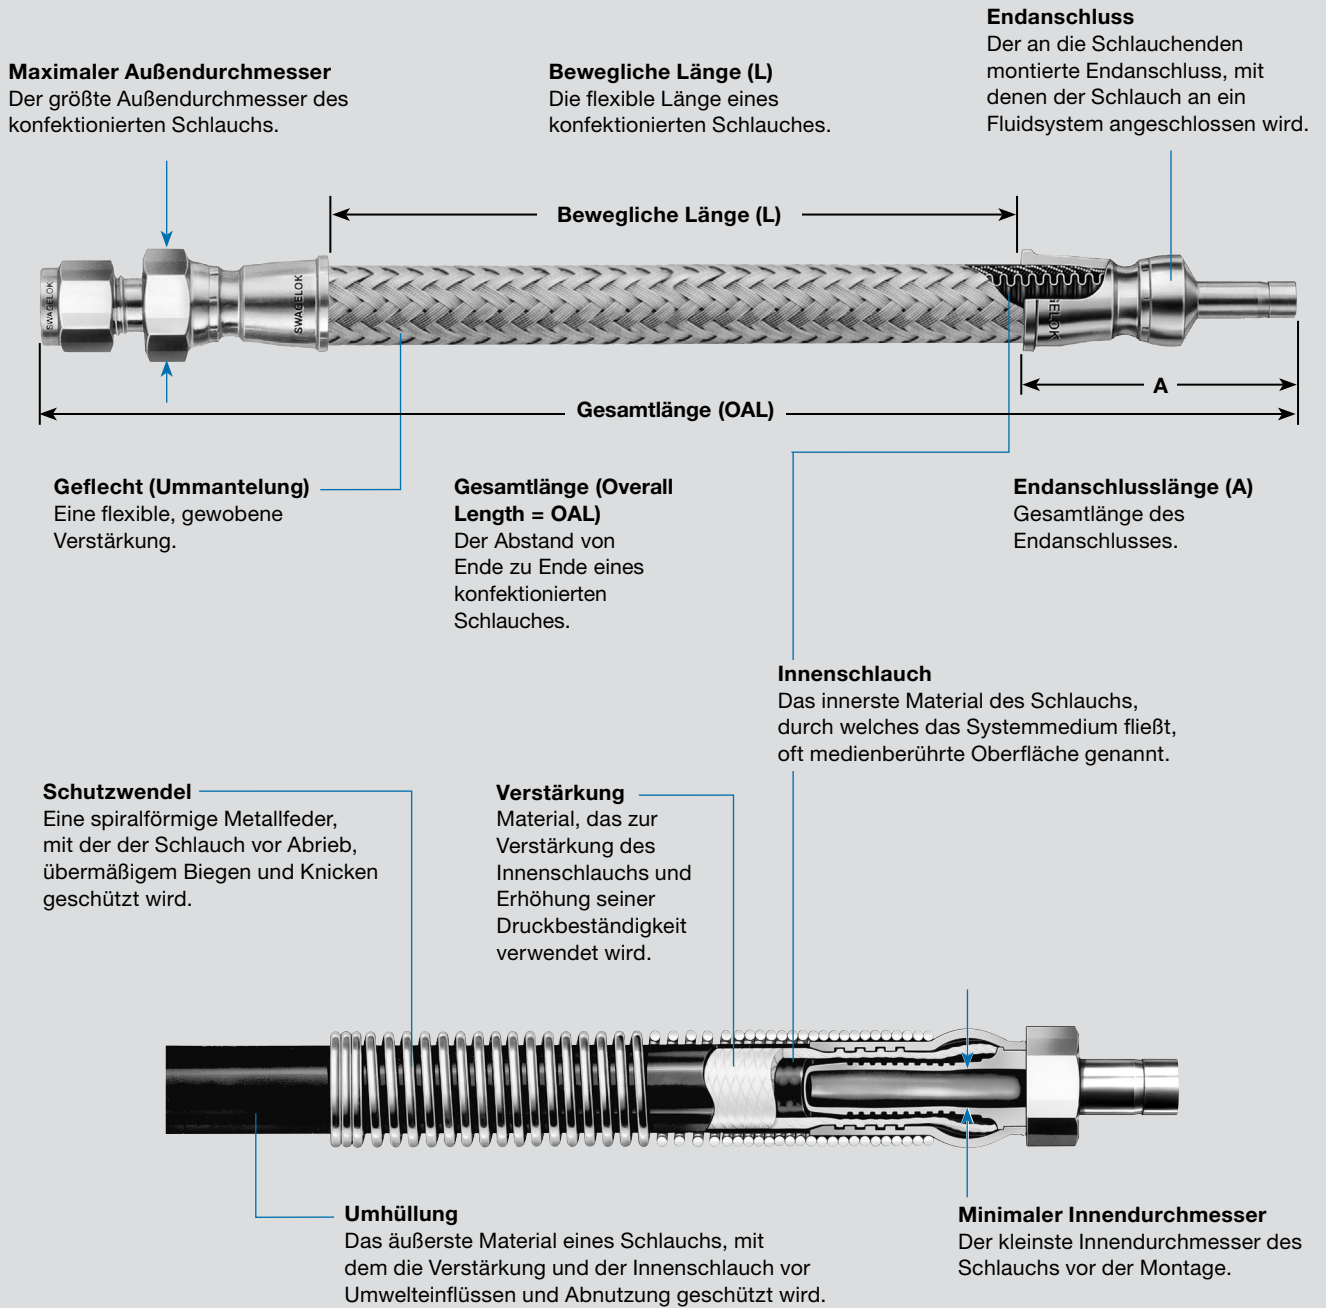 Endanschluss
Der an die Schlauchenden
montierte Endanschluss, mit
denen der Schlauch an ein
Fluidsystem angeschlossen wird.
Maximaler Außendurchmesser
Der größte Außendurchmesser des
konfektionierten Schlauchs.
Bewegliche Länge (L)
Die flexible Länge eines
konfektionierten Schlauches.
Bewegliche Länge (L)
SWAGELOK
SWAGELOK
GELOK
A
Gesamtlänge (OAL)
Geflecht (Ummantelung)
Eine flexible, gewobene
Verstärkung.
Gesamtlänge (Overall
Length = OAL)
Der Abstand von
Ende zu Ende eines
konfektionierten
Schlauches.
Endanschlusslänge (A)
Gesamtlänge des
Endanschlusses.
Innenschlauch
Das innerste Material des Schlauchs,
durch welches das Systemmedium fließt,
oft medienberührte Oberfläche genannt.
Schutzwendel
Eine spiralförmige Metallfeder,
mit der der Schlauch vor Abrieb,
übermäßigem Biegen und Knicken
geschützt wird.
Verstärkung
Material, das zur
Verstärkung des
Innenschlauchs und
Erhöhung seiner
Druckbeständigkeit
verwendet wird.
Umhüllung
Das äußerste Material eines Schlauchs, mit
dem die Verstärkung und der Innenschlauch vor
Umwelteinflüssen und Abnutzung geschützt wird.
Minimaler Innendurchmesser
Der kleinste Innendurchmesser des
Schlauchs vor der Montage.